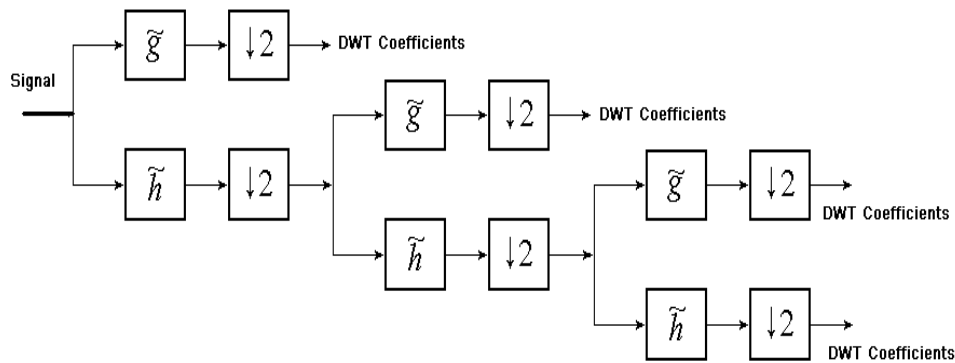 g̃ ↓2 DWT Coefficients
Signal
g̃ ↓2 DWT Coefficients
h̃ ↓2
g̃ ↓2
DWT Coefficients
h̃ ↓2
h̃ ↓2
DWT Coefficients